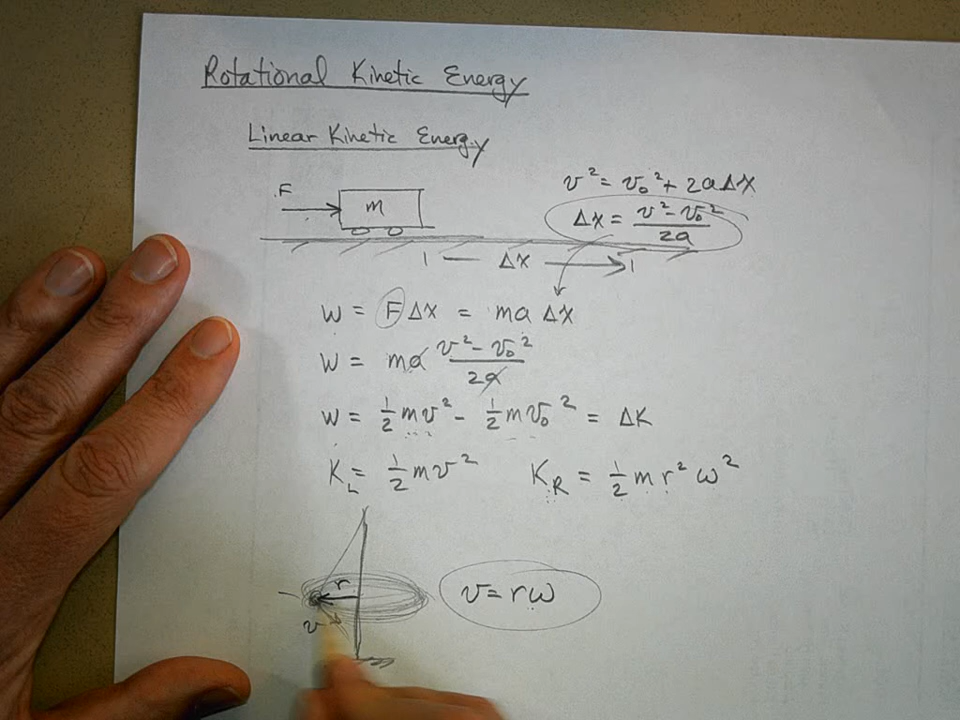 Rotational Kinetic Energy
Linear Kinetic Energy
F
m
v² = v₀² + 2aΔx
Δx = (v² - v₀²)/2a
Δx
W = FΔx = maΔx
W = ma (v² - v₀²)/2a
W = ½mv² - ½mv₀² = ΔK
K_L = ½mv² K_R = ½mr²ω²
r
v
v = rω